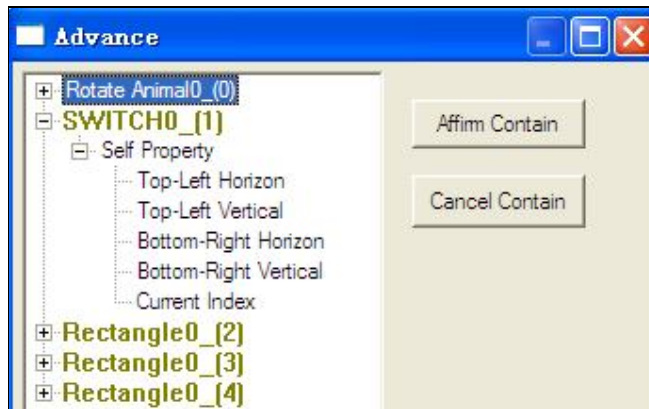 Advance
Rotate Animal0_(0)
SWITCH0_(1)
Self Property
Top-Left Horizon
Top-Left Vertical
Bottom-Right Horizon
Bottom-Right Vertical
Current Index
Rectangle0_(2)
Rectangle0_(3)
Rectangle0_(4)
Affirm Contain
Cancel Contain